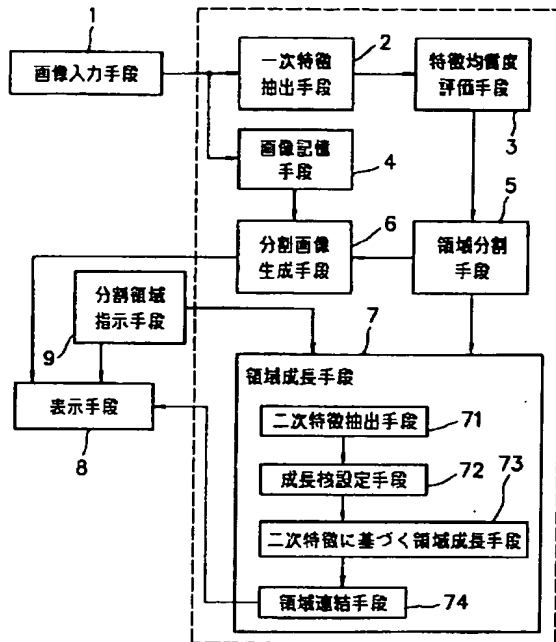 1
画像入力手段
一次特徴
抽出手段
2
特徴均質度
評価手段
3
画像記憶
手段
4
5
6
分割画像
生成手段
領域分割
手段
分割領域
指示手段
9
7
表示手段
8
領域成長手段
二次特徴抽出手段
71
成長核設定手段
72
73
二次特徴に基づく領域成長手段
領域連結手段
74